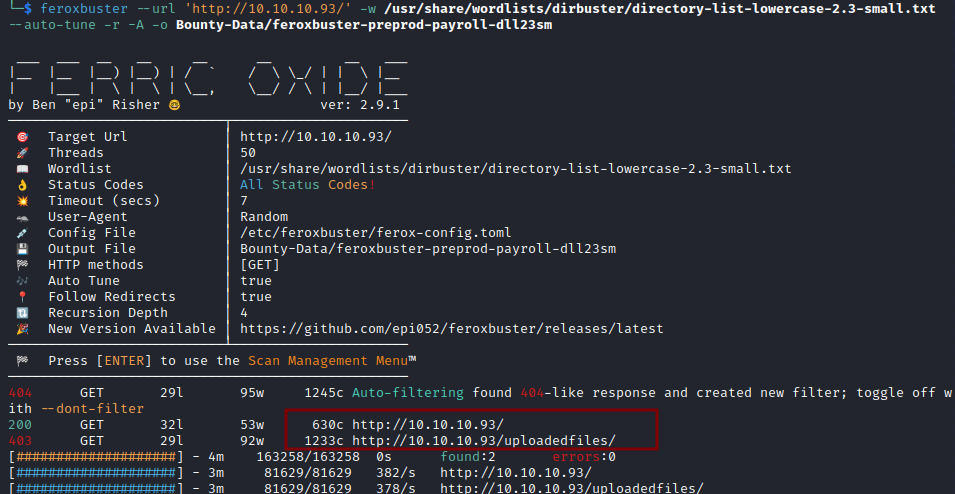 └─$ feroxbuster --url 'http://10.10.10.93/' -w /usr/share/wordlists/dirbuster/directory-list-lowercase-2.3-small.txt
--auto-tune -r -A -o Bounty-Data/feroxbuster-preprod-payroll-dll23sm
FERRIC OXIDE
by Ben "epi" Risher 🤓 ver: 2.9.1
🎯 Target Url │ http://10.10.10.93/
🚀 Threads │ 50
📖 Wordlist │ /usr/share/wordlists/dirbuster/directory-list-lowercase-2.3-small.txt
👌 Status Codes │ All Status Codes!
💥 Timeout (secs) │ 7
🦡 User-Agent │ Random
💉 Config File │ /etc/feroxbuster/ferox-config.toml
💾 Output File │ Bounty-Data/feroxbuster-preprod-payroll-dll23sm
🏁 HTTP methods │ [GET]
🎶 Auto Tune │ true
📍 Follow Redirects │ true
🔃 Recursion Depth │ 4
🎉 New Version Available │ https://github.com/epi052/feroxbuster/releases/latest
🏁 Press [ENTER] to use the Scan Management Menu™
404 GET 29l 95w 1245c Auto-filtering found 404-like response and created new filter; toggle off w
ith --dont-filter
200 GET 32l 53w 630c http://10.10.10.93/
403 GET 29l 92w 1233c http://10.10.10.93/uploadedfiles/
[####################] - 4m 163258/163258 0s found:2 errors:0
[####################] - 3m 81629/81629 382/s http://10.10.10.93/
[####################] - 3m 81629/81629 378/s http://10.10.10.93/uploadedfiles/